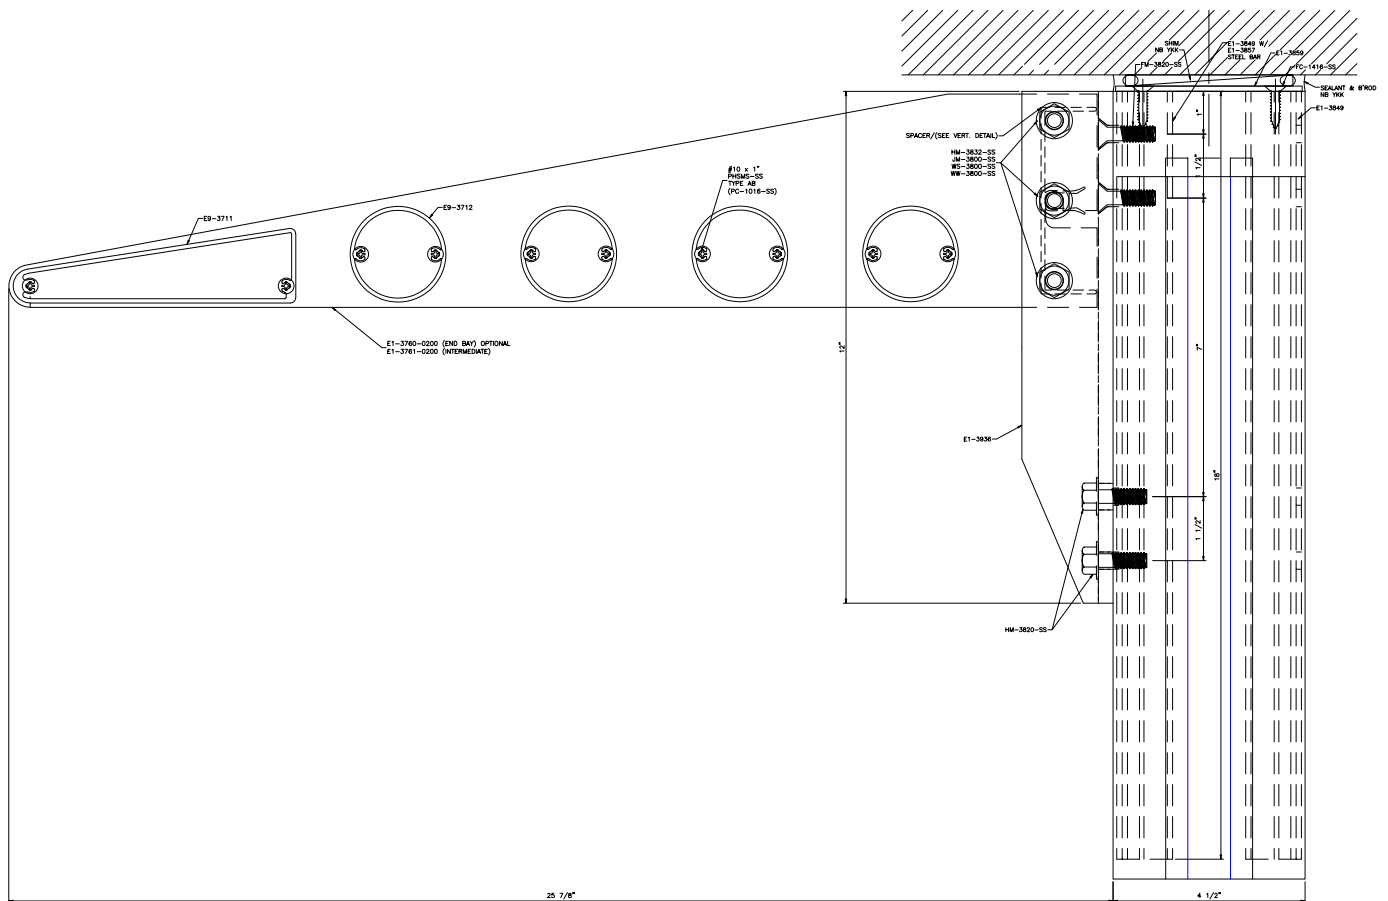 SHIM
NB YKK
FM-3820-SS
E1-3849 W/
E1-3857
STEEL BAR
E1-3859
FC-1416-SS
SEALANT & B'ROD
NB YKK
E1-3849
SPACER/(SEE VERT. DETAIL)
HM-3832-SS
JM-3800-SS
WS-3800-SS
WW-3800-SS
#10 x 1"
PHSMS-SS
TYPE AB
(PC-1016-SS)
E9-3711
E9-3712
E1-3760-0200 (END BAY) OPTIONAL
E1-3761-0200 (INTERMEDIATE)
1"
1 1/2"
12"
7"
E1-3936
18"
1 1/2"
HM-3820-SS
25 7/8"
4 1/2"